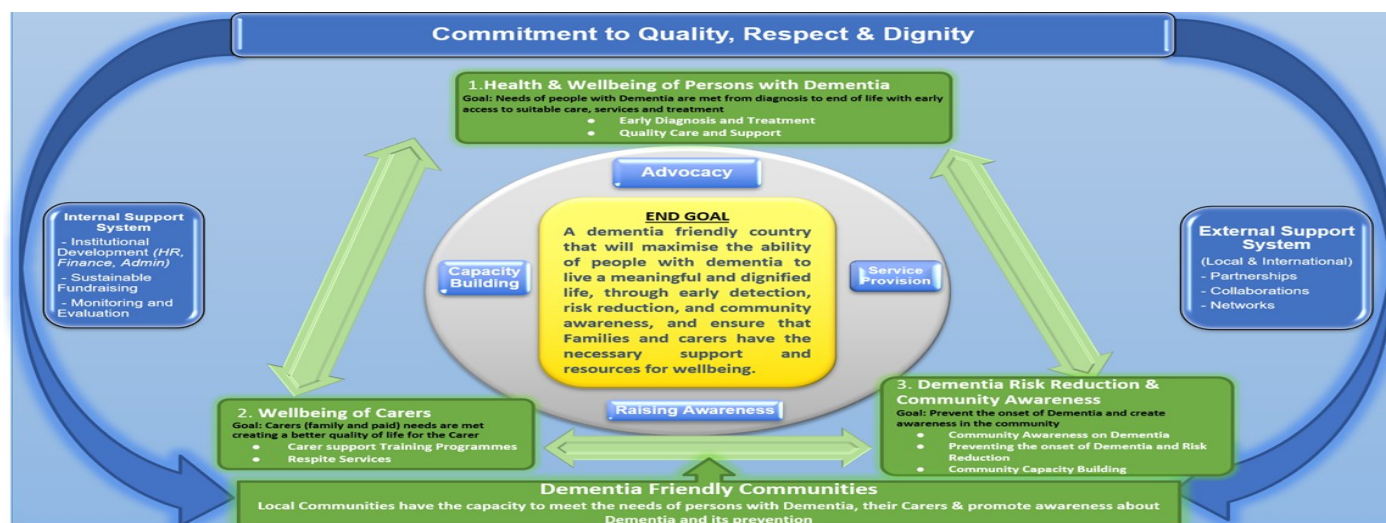 Commitment to Quality, Respect & Dignity
1.Health & Wellbeing of Persons with Dementia
Goal: Needs of people with Dementia are met from diagnosis to end of life with early
access to suitable care, services and treatment
● Early Diagnosis and Treatment
● Quality Care and Support
Internal Support
System
- Institutional
Development (HR,
Finance, Admin)
- Sustainable
Fundraising
- Monitoring and
Evaluation
Advocacy
Capacity
Building
END GOAL
A dementia friendly country
that will maximise the ability
of people with dementia to
live a meaningful and dignified
life, through early detection,
risk reduction, and community
awareness, and ensure that
Families and carers have the
necessary support and
resources for wellbeing.
Service
Provision
Raising Awareness
External Support
System
(Local & International)
- Partnerships
- Collaborations
- Networks
2. Wellbeing of Carers
Goal: Carers (family and paid) needs are met
creating a better quality of life for the Carer
● Carer support Training Programmes
● Respite Services
3. Dementia Risk Reduction &
Community Awareness
Goal: Prevent the onset of Dementia and create
awareness in the community
● Community Awareness on Dementia
● Preventing the onset of Dementia and Risk
Reduction
● Community Capacity Building
Dementia Friendly Communities
Local Communities have the capacity to meet the needs of persons with Dementia, their Carers & promote awareness about
Dementia and its prevention